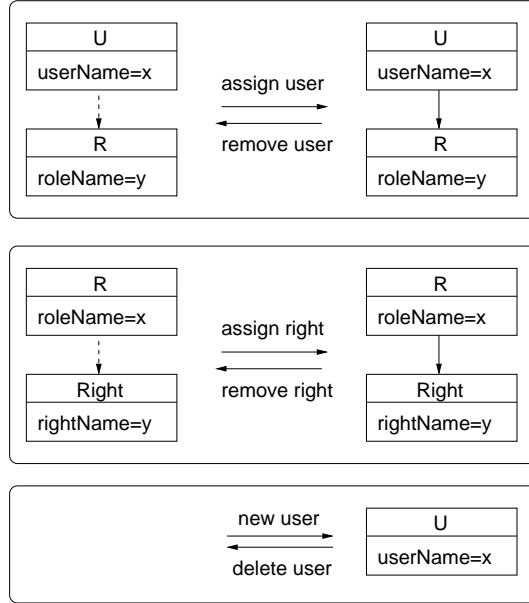 U
userName=x
R
roleName=y
assign user
remove user
U
userName=x
R
roleName=y
R
roleName=x
Right
rightName=y
assign right
remove right
R
roleName=x
Right
rightName=y
new user
delete user
U
userName=x